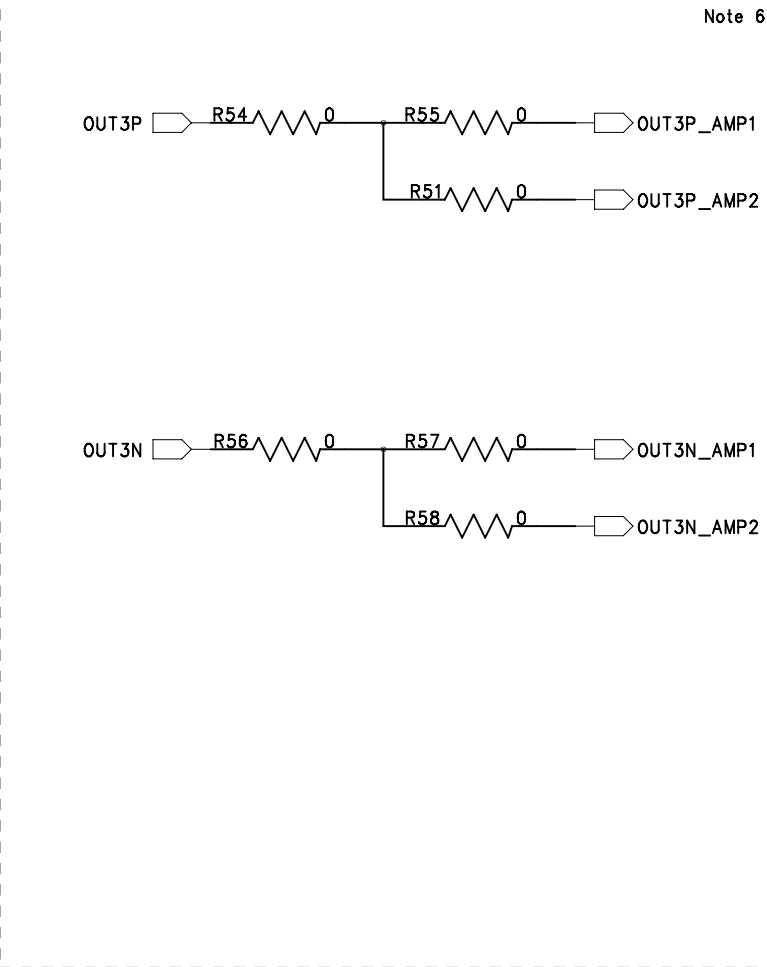 Note 6
OUT3P R54 0 R55 0 OUT3P_AMP1
R51 0 OUT3P_AMP2
OUT3N R56 0 R57 0 OUT3N_AMP1
R58 0 OUT3N_AMP2